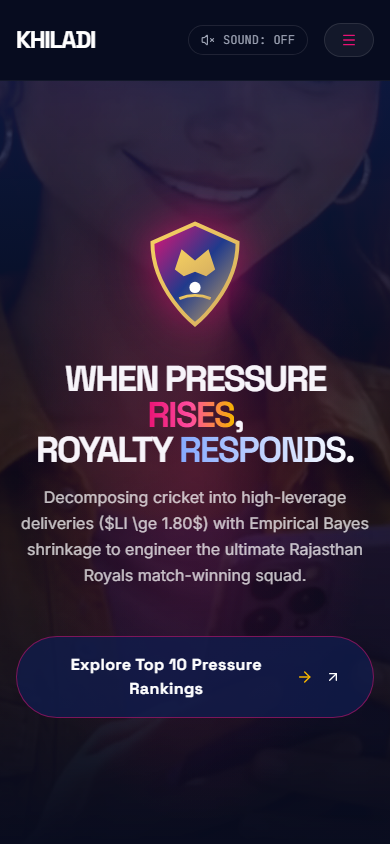 KHILADI
SOUND: OFF
WHEN PRESSURE
RISES,
ROYALTY RESPONDS.
Decomposing cricket into high-leverage
deliveries ($LI \ge 1.80$) with Empirical Bayes
shrinkage to engineer the ultimate Rajasthan
Royals match-winning squad.
Explore Top 10 Pressure
Rankings